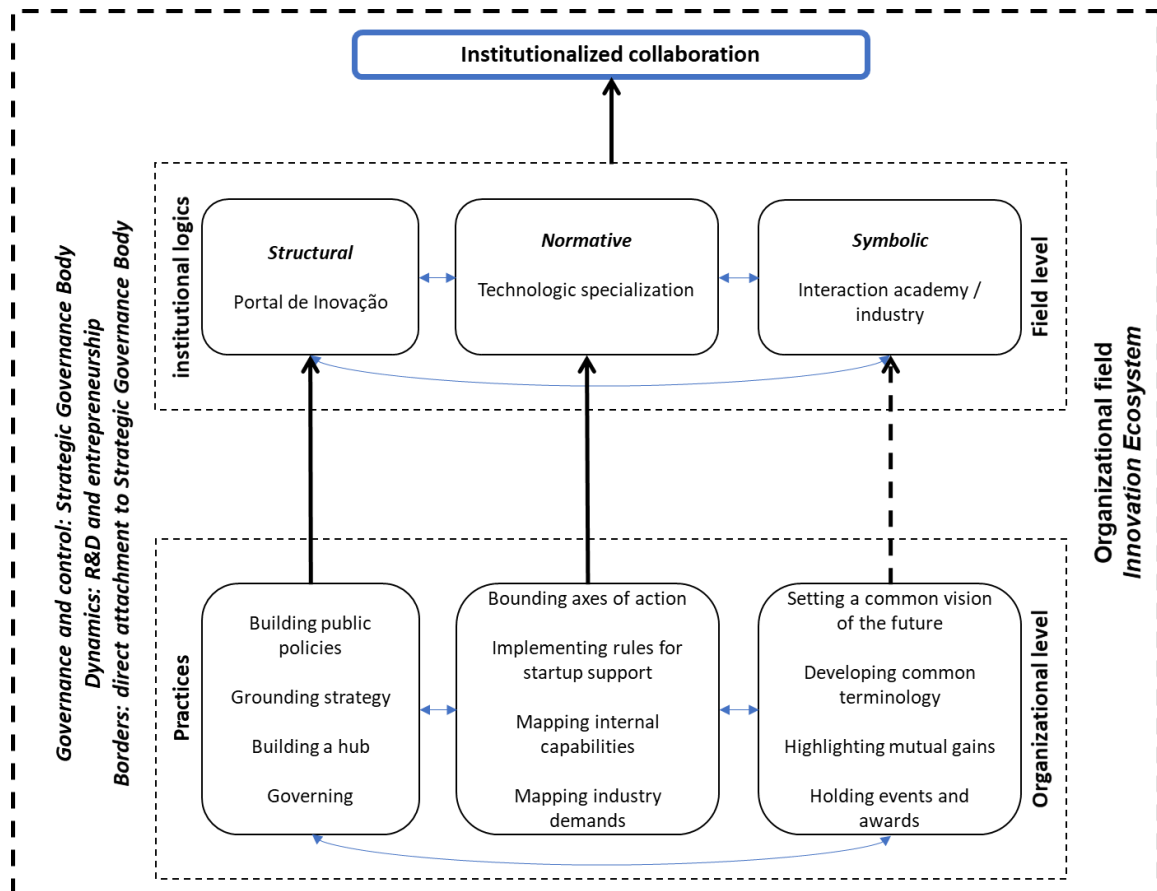 Institutionalized collaboration
institutional logics
Structural
Portal de Inovação
Normative
Technologic specialization
Symbolic
Interaction academy /
industry
Field level
Governance and control: Strategic Governance Body
Dynamics: R&D and entrepreneurship
Borders: direct attachment to Strategic Governance Body
Organizational field
Innovation Ecosystem
Practices
Building public
policies
Grounding strategy
Building a hub
Governing
Bounding axes of action
Implementing rules for
startup support
Mapping internal
capabilities
Mapping industry
demands
Setting a common vision
of the future
Developing common
terminology
Highlighting mutual gains
Holding events and
awards
Organizational level